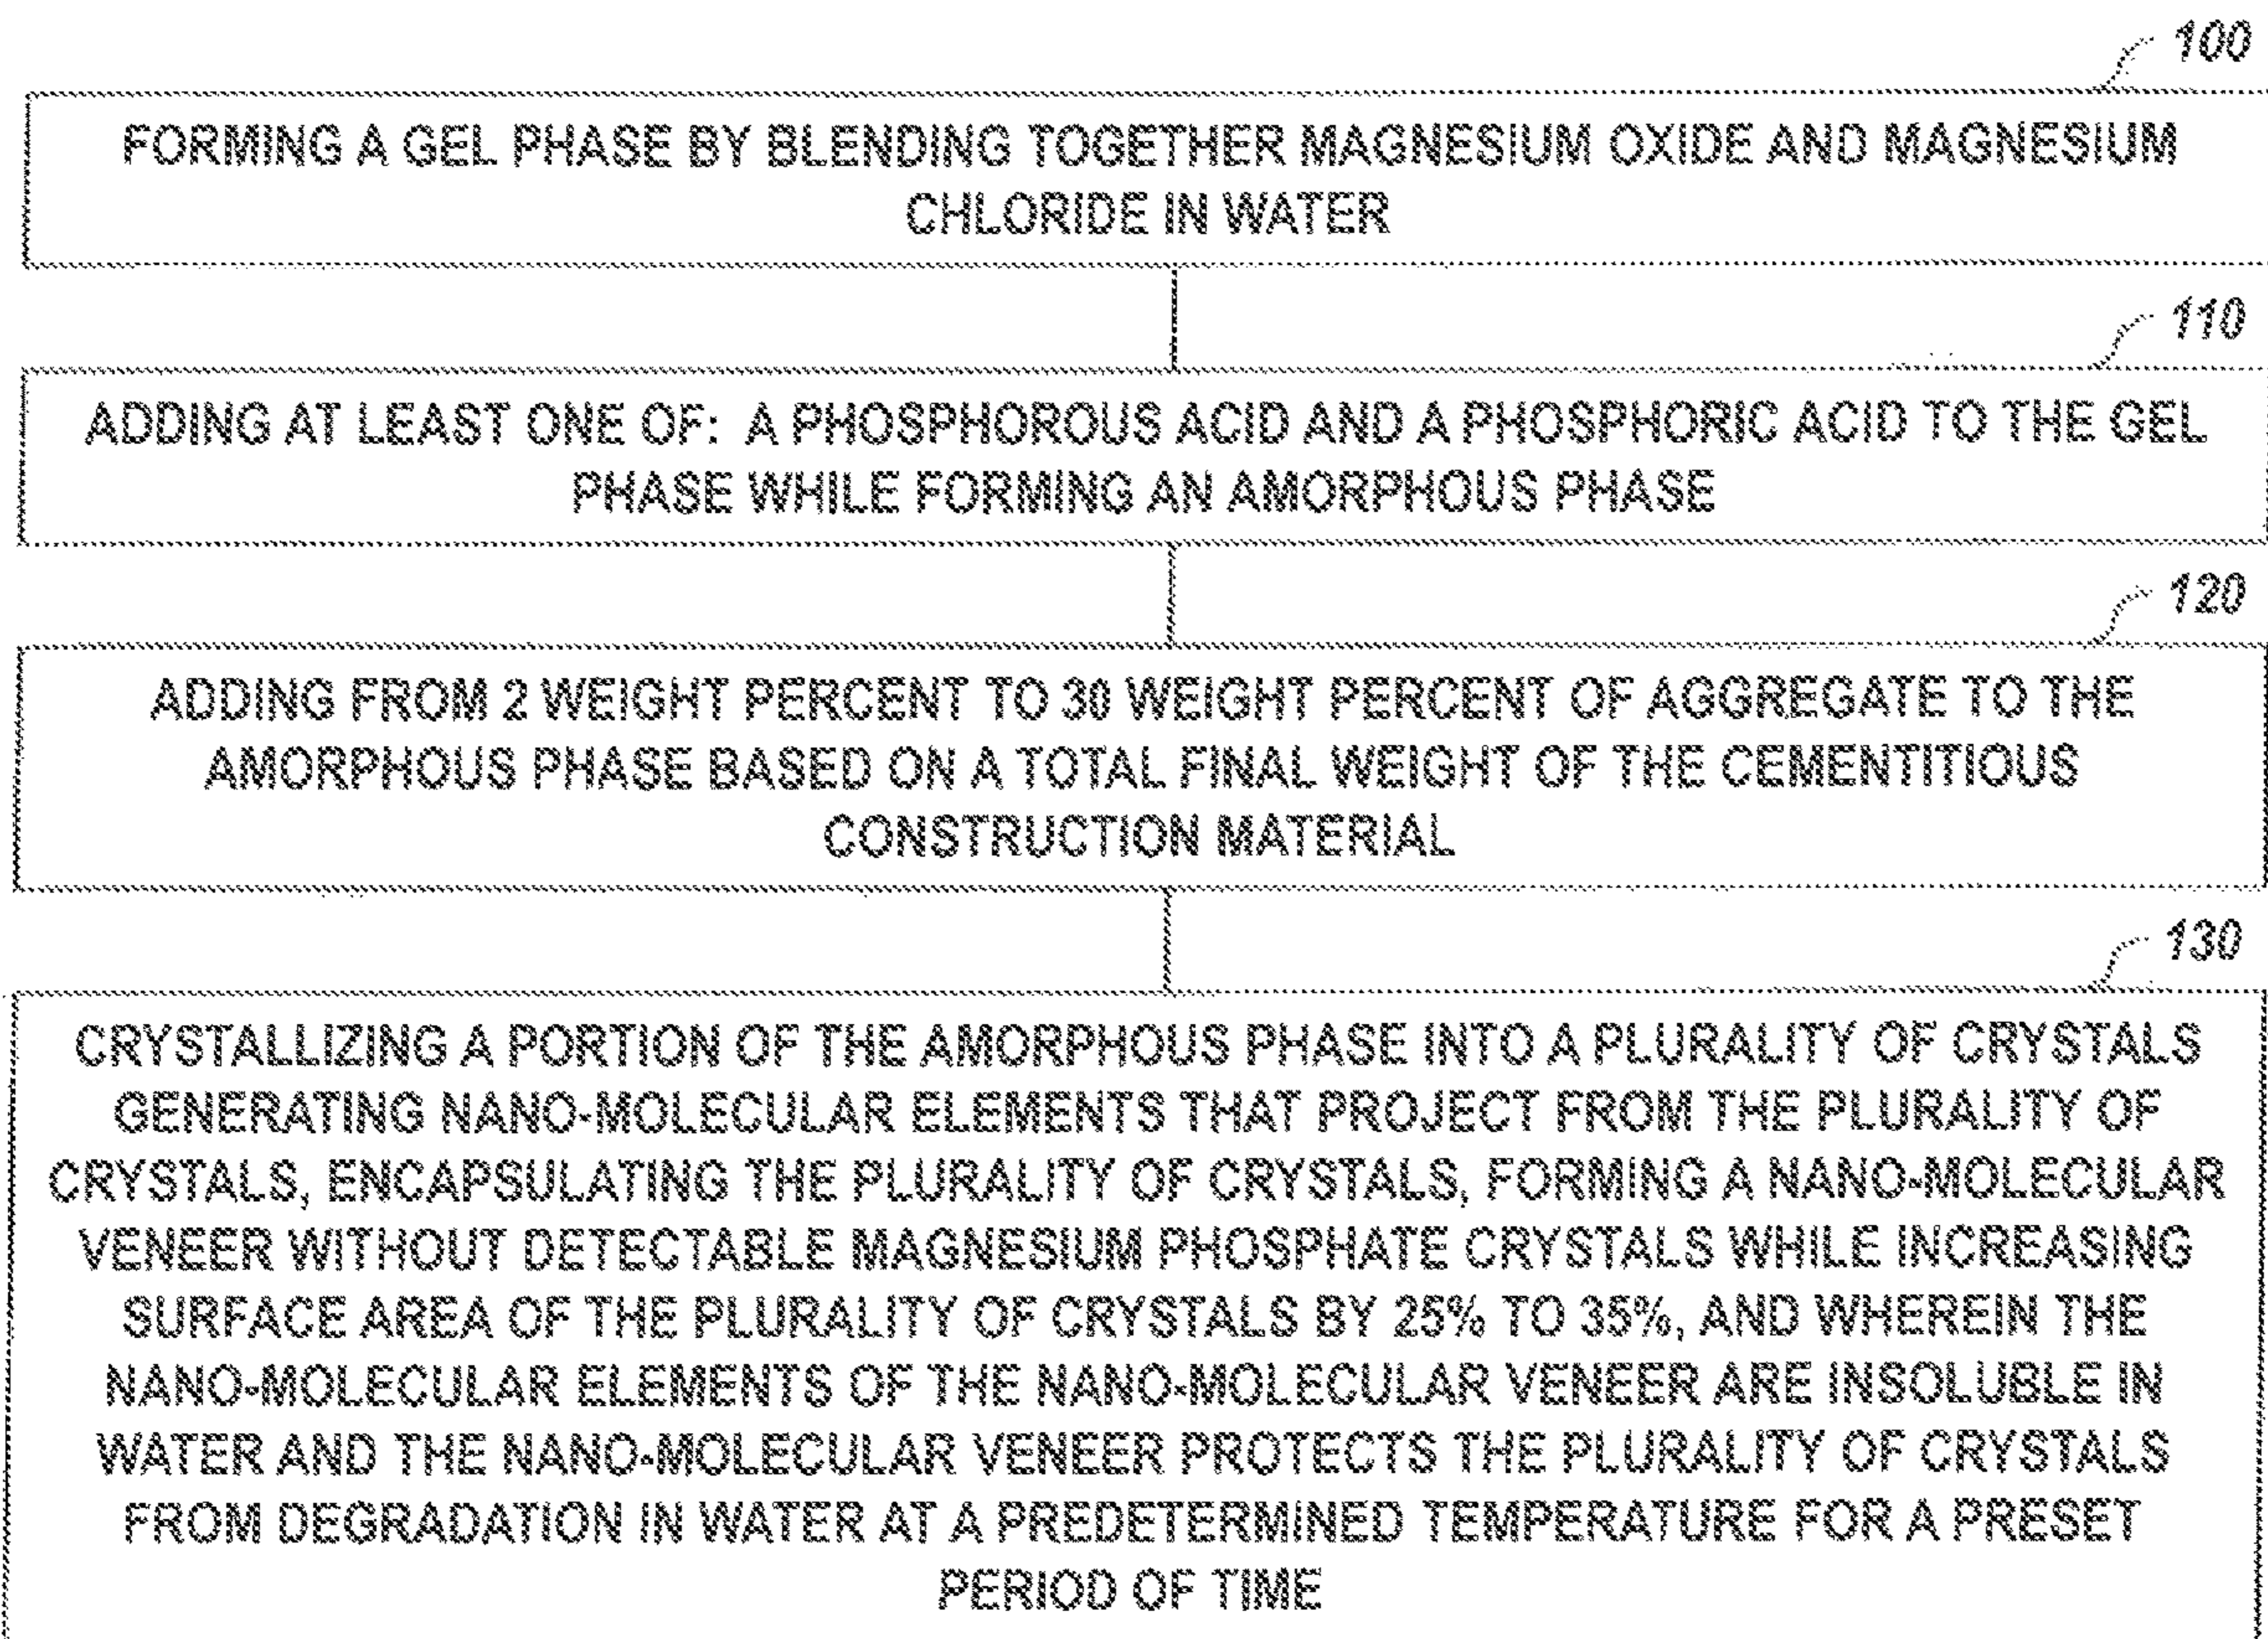 100
FORMING A GEL PHASE BY BLENDING TOGETHER MAGNESIUM OXIDE AND MAGNESIUM
CHLORIDE IN WATER
110
ADDING AT LEAST ONE OF: A PHOSPHOROUS ACID AND A PHOSPHORIC ACID TO THE GEL
PHASE WHILE FORMING AN AMORPHOUS PHASE
120
ADDING FROM 2 WEIGHT PERCENT TO 30 WEIGHT PERCENT OF AGGREGATE TO THE
AMORPHOUS PHASE BASED ON A TOTAL FINAL WEIGHT OF THE CEMENTITIOUS
CONSTRUCTION MATERIAL
130
CRYSTALLIZING A PORTION OF THE AMORPHOUS PHASE INTO A PLURALITY OF CRYSTALS
GENERATING NANO-MOLECULAR ELEMENTS THAT PROJECT FROM THE PLURALITY OF
CRYSTALS, ENCAPSULATING THE PLURALITY OF CRYSTALS, FORMING A NANO-MOLECULAR
VENEER WITHOUT DETECTABLE MAGNESIUM PHOSPHATE CRYSTALS WHILE INCREASING
SURFACE AREA OF THE PLURALITY OF CRYSTALS BY 25% TO 35%, AND WHEREIN THE
NANO-MOLECULAR ELEMENTS OF THE NANO-MOLECULAR VENEER ARE INSOLUBLE IN
WATER AND THE NANO-MOLECULAR VENEER PROTECTS THE PLURALITY OF CRYSTALS
FROM DEGRADATION IN WATER AT A PREDETERMINED TEMPERATURE FOR A PRESET
PERIOD OF TIME